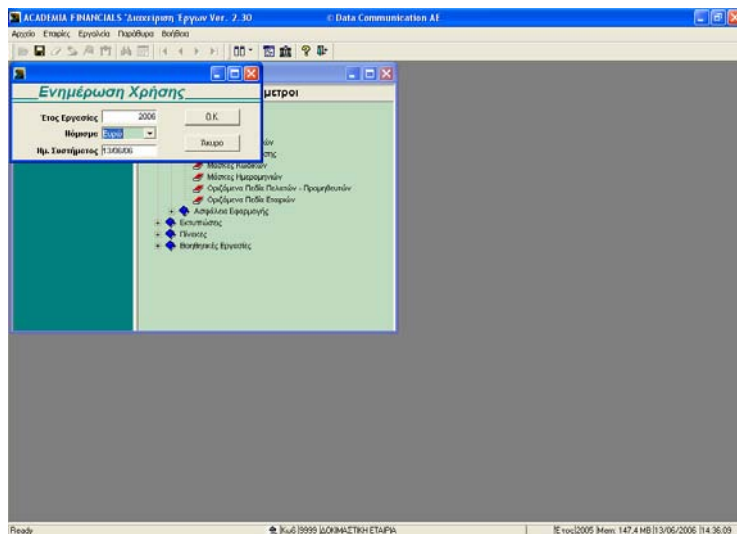 ACADEMIA FINANCIALS "Διαχείριση Έργων Ver. 2.30 © Data Communication AE
Αρχείο Εταιρίες Εργαλεία Παράθυρα Βοήθεια
Ενημέρωση Χρήσης
μετροι
Έτος Εργασίας 2006 O.K.
Νόμισμα Ευρώ
Άκυρο
Ημ. Συστήματος 13/06/06
Μάσκες Κωδικών
Μάσκες Ημερομηνιών
Οριζόμενα Πεδία Πελατών - Προμηθευτών
Οριζόμενα Πεδία Εταιριών
Ασφάλεια Εφαρμογής
Εκτυπώσεις
Πίνακες
Βοηθητικές Εργασίες
Ready Κωδ 9999 ΔΟΚΙΜΑΣΤΙΚΗ ΕΤΑΙΡΙΑ Έτος 2005 Mem: 147.4 MB 13/06/2006 14:36:09